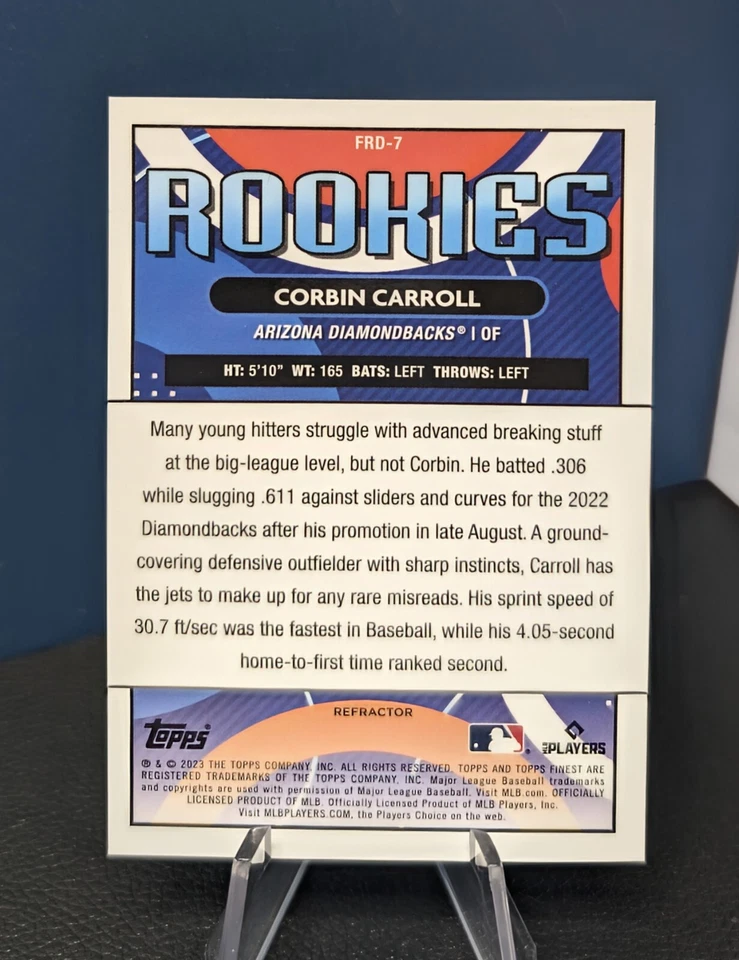 FRD-7
ROOKIES
CORBIN CARROLL
ARIZONA DIAMONDBACKS® | OF
HT: 5'10" WT: 165 BATS: LEFT THROWS: LEFT
Many young hitters struggle with advanced breaking stuff
at the big-league level, but not Corbin. He batted .306
while slugging .611 against sliders and curves for the 2022
Diamondbacks after his promotion in late August. A ground-
covering defensive outfielder with sharp instincts, Carroll has
the jets to make up for any rare misreads. His sprint speed of
30.7 ft/sec was the fastest in Baseball, while his 4.05-second
home-to-first time ranked second.
REFRACTOR
topps®
PLAYERS
® & © 2023 THE TOPPS COMPANY, INC. ALL RIGHTS RESERVED. TOPPS AND TOPPS FINEST ARE
REGISTERED TRADEMARKS OF THE TOPPS COMPANY, INC. Major League Baseball trademarks
and copyrights are used with permission of Major League Baseball. Visit MLB.com. OFFICIALLY
LICENSED PRODUCT OF MLB. Officially Licensed Product of MLB Players, Inc.
Visit MLBPLAYERS.COM, the Players Choice on the web.